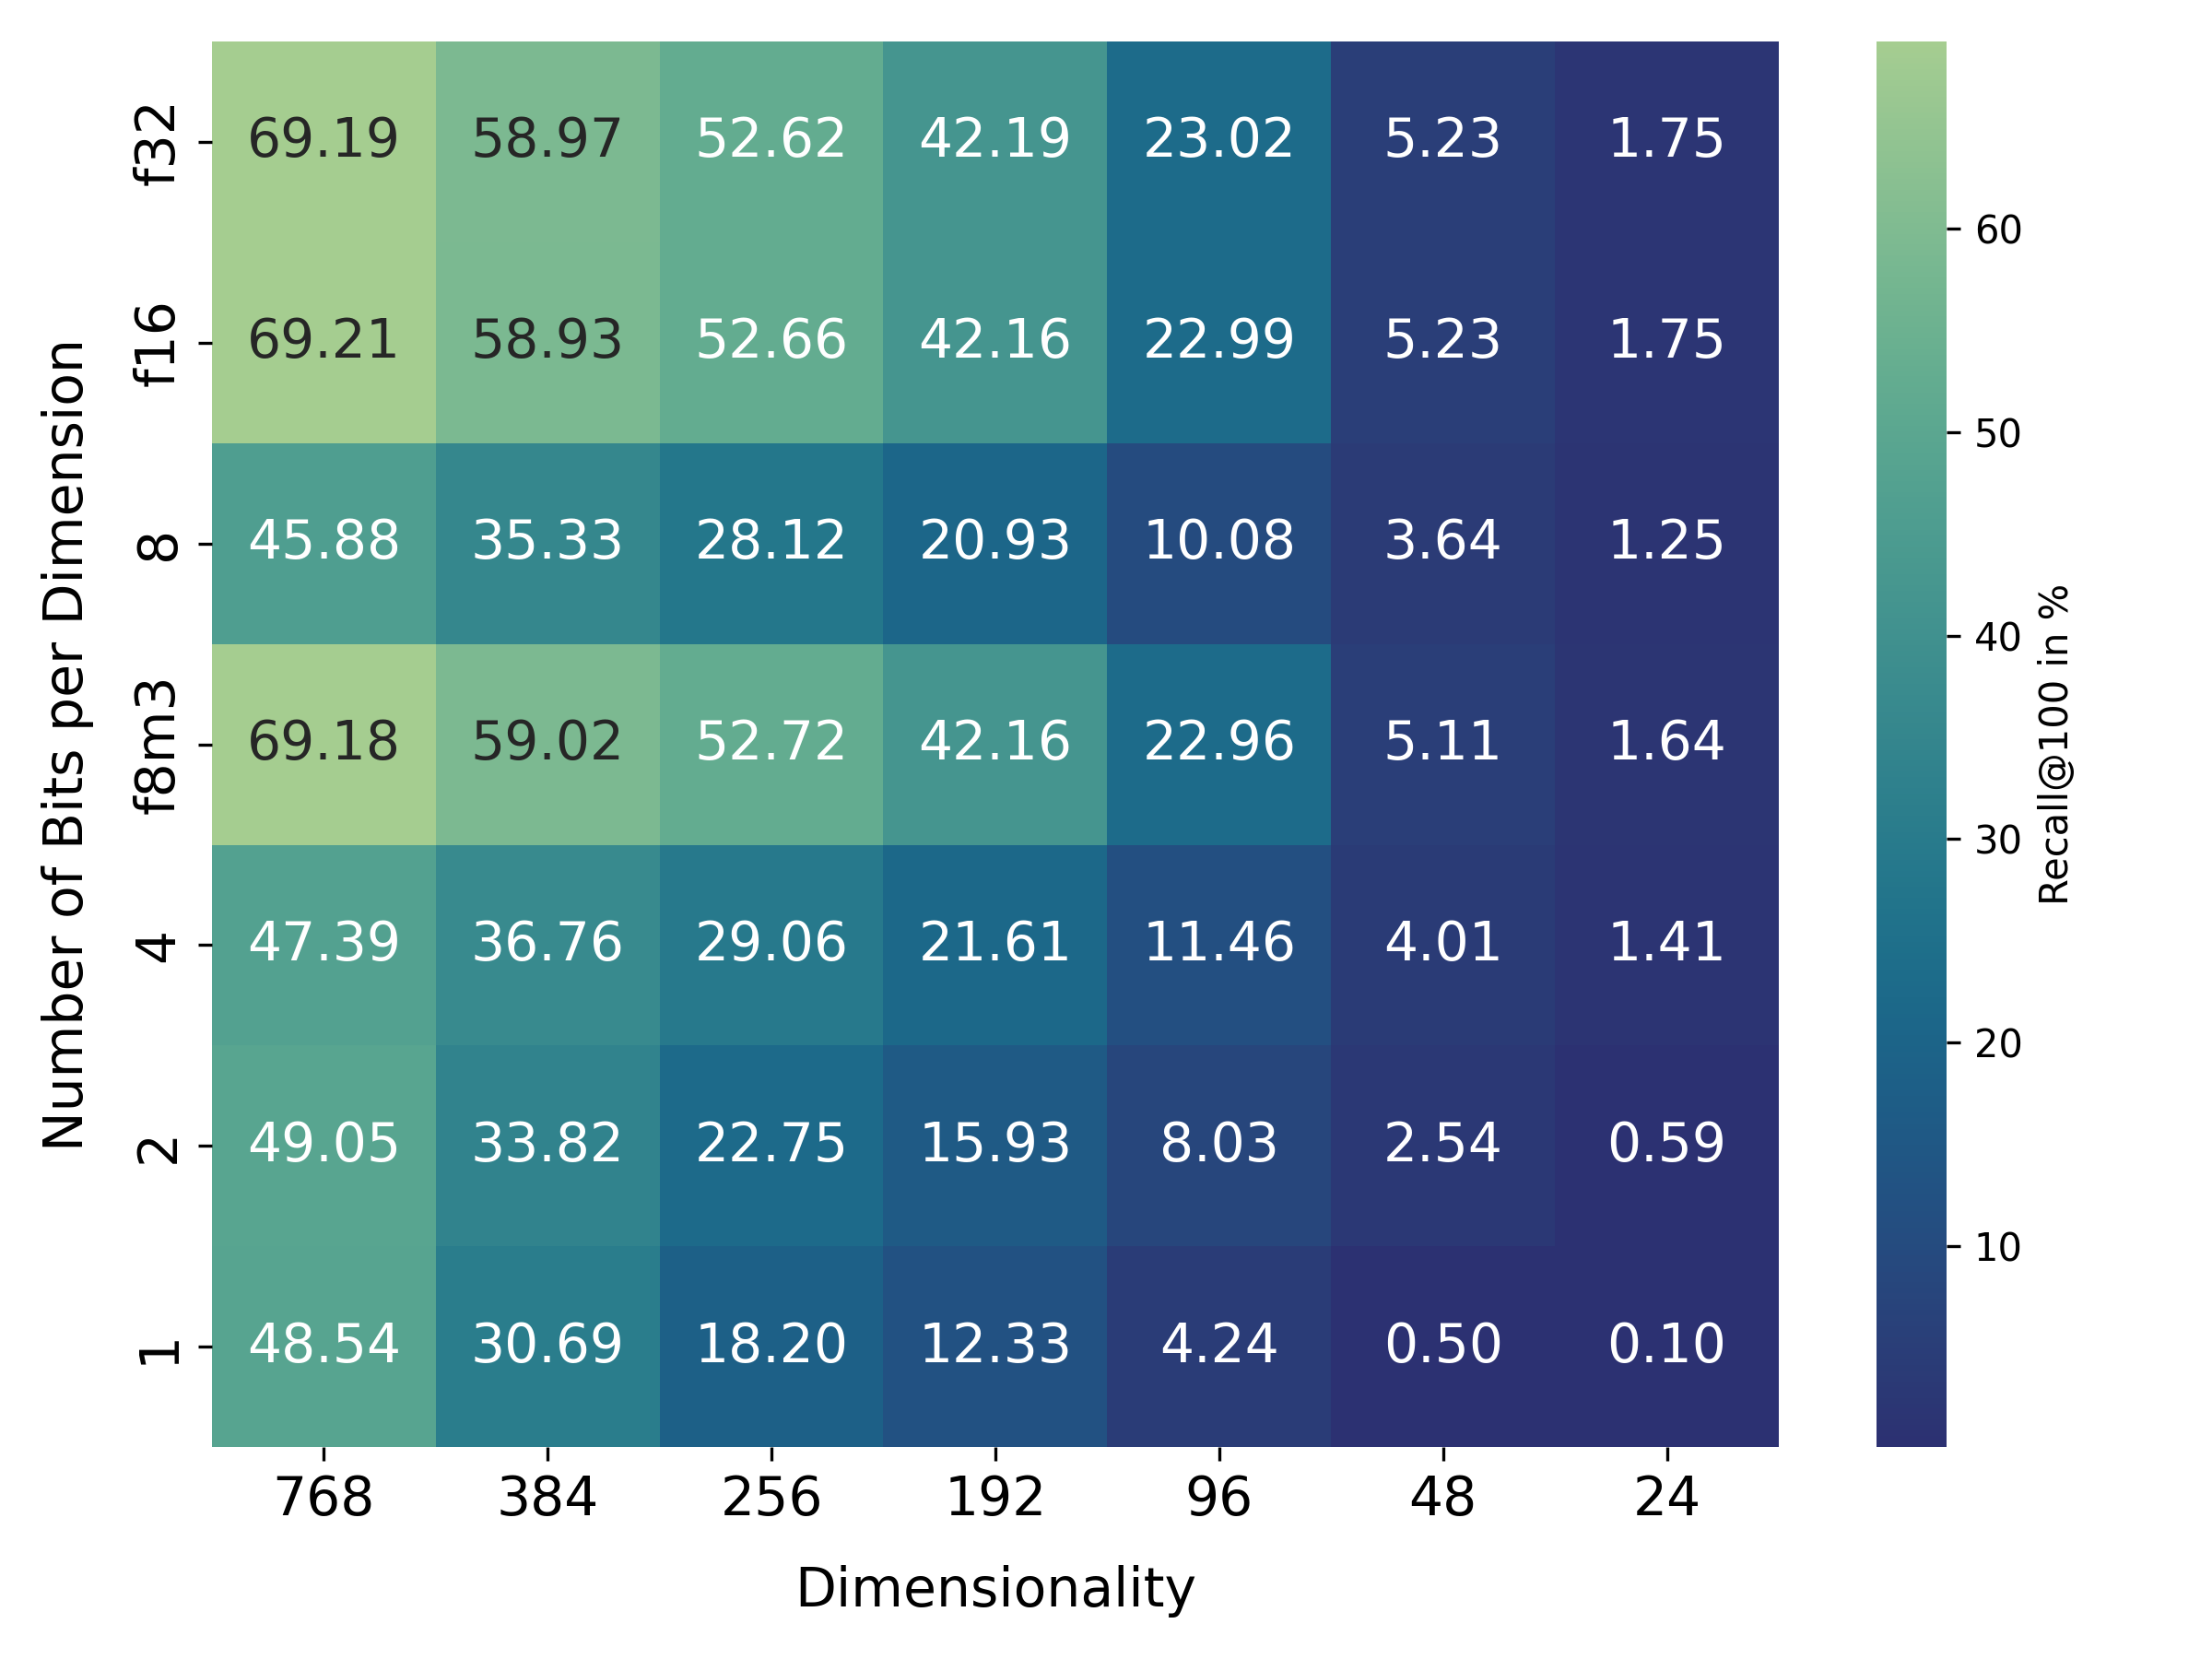 Number of Bits per Dimension
f32 69.19 58.97 52.62 42.19 23.02 5.23 1.75
f16 69.21 58.93 52.66 42.16 22.99 5.23 1.75
8 45.88 35.33 28.12 20.93 10.08 3.64 1.25
f8m3 69.18 59.02 52.72 42.16 22.96 5.11 1.64
4 47.39 36.76 29.06 21.61 11.46 4.01 1.41
2 49.05 33.82 22.75 15.93 8.03 2.54 0.59
1 48.54 30.69 18.20 12.33 4.24 0.50 0.10
768 384 256 192 96 48 24
Dimensionality
60
50
40
30
20
10
Recall@100 in %